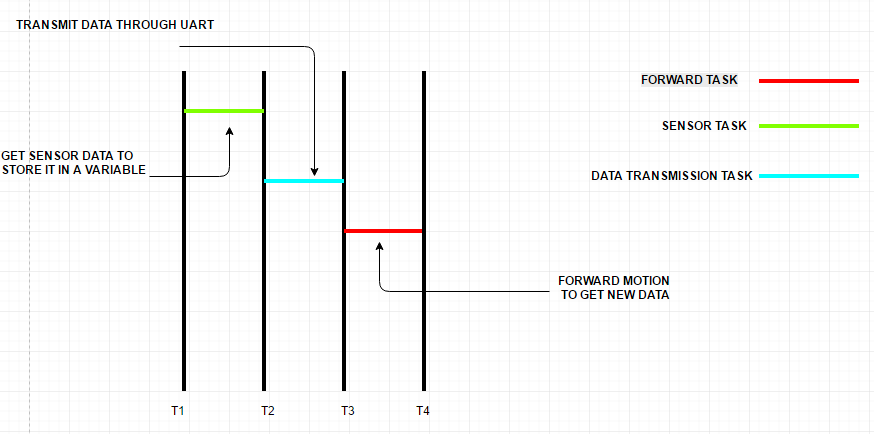 TRANSMIT DATA THROUGH UART
FORWARD TASK
SENSOR TASK
GET SENSOR DATA TO
STORE IT IN A VARIABLE
DATA TRANSMISSION TASK
FORWARD MOTION
TO GET NEW DATA
T1
T2
T3
T4